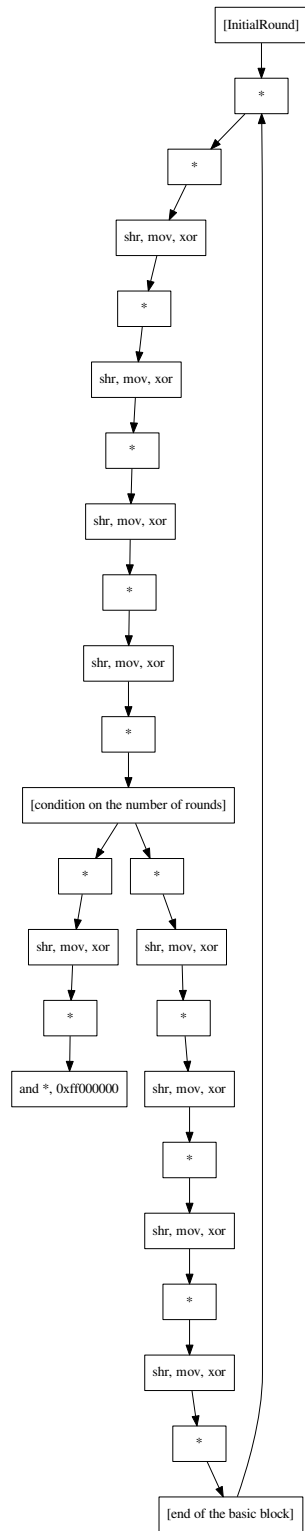 [InitialRound]
*
*
shr, mov, xor
*
shr, mov, xor
*
shr, mov, xor
*
shr, mov, xor
*
[condition on the number of rounds]
* *
shr, mov, xor shr, mov, xor
* *
and *, 0xff000000 shr, mov, xor
*
shr, mov, xor
*
shr, mov, xor
*
[end of the basic block]